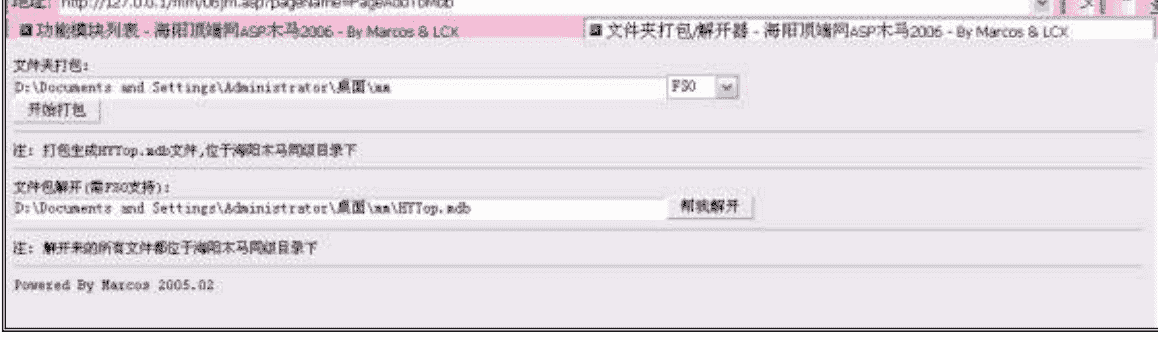 地址: http://127.0.0.1/mm/06jm.asp?pageName=PageAddToMdb
功能模块列表 - 海阳顶端网ASP木马2006 - By Marcos & LCX
文件夹打包/解开器 - 海阳顶端网ASP木马2006 - By Marcos & LCX
文件夹打包:
D:\Documents and Settings\Administrator\桌面\mm FSO
开始打包
注: 打包生成HYTop.mdb文件,位于海阳木马同级目录下
文件包解开(需FSO支持):
D:\Documents and Settings\Administrator\桌面\mm\HYTop.mdb 帮我解开
注: 解开来的所有文件都位于海阳木马同级目录下
Powered By Marcos 2005.02